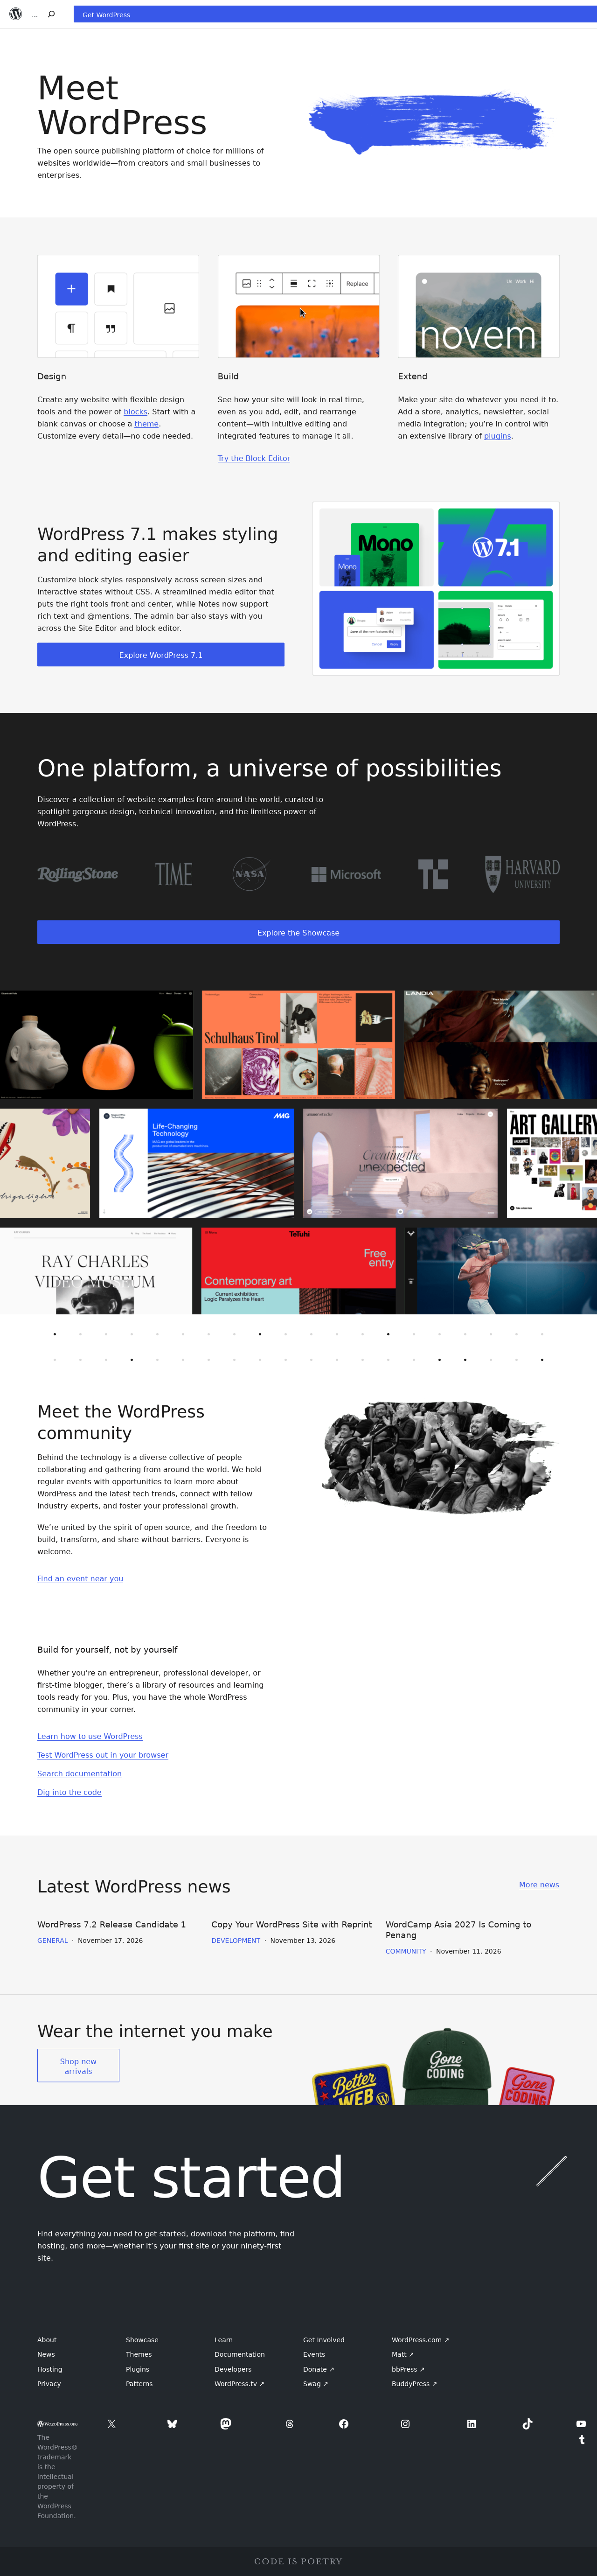 ...
Get WordPress
Meet
WordPress
The open source publishing platform of choice for millions of
websites worldwide—from creators and small businesses to
enterprises.
Replace
Us Work Hi
novem
Design
Build
Extend
Create any website with flexible design
tools and the power of blocks. Start with a
blank canvas or choose a theme.
Customize every detail—no code needed.
See how your site will look in real time,
even as you add, edit, and rearrange
content—with intuitive editing and
integrated features to manage it all.
Try the Block Editor
Make your site do whatever you need it to.
Add a store, analytics, newsletter, social
media integration; you're in control with
an extensive library of plugins.
WordPress 7.1 makes styling
and editing easier
Customize block styles responsively across screen sizes and
interactive states without CSS. A streamlined media editor that
puts the right tools front and center, while Notes now support
rich text and @mentions. The admin bar also stays with you
across the Site Editor and block editor.
Explore WordPress 7.1
Mono
Mono
7.1
One platform, a universe of possibilities
Discover a collection of website examples from around the world, curated to
spotlight gorgeous design, technical innovation, and the limitless power of
WordPress.
RollingStone
TIME
NASA
Microsoft
TC
HARVARD
UNIVERSITY
Explore the Showcase
Schulhaus Tirol
LANDIA
highlights
Life-Changing
Technology
MAG
Creating the
unexpected
ART GALLERY
RAY CHARLES
VIDEO MUSEUM
Telluhi
Free
entry
Contemporary art
Current exhibition:
Logic Paralyzes the Heart
Meet the WordPress
community
Behind the technology is a diverse collective of people
collaborating and gathering from around the world. We hold
regular events with opportunities to learn more about
WordPress and the latest tech trends, connect with fellow
industry experts, and foster your professional growth.
We're united by the spirit of open source, and the freedom to
build, transform, and share without barriers. Everyone is
welcome.
Find an event near you
Build for yourself, not by yourself
Whether you're an entrepreneur, professional developer, or
first-time blogger, there's a library of resources and learning
tools ready for you. Plus, you have the whole WordPress
community in your corner.
Learn how to use WordPress
Test WordPress out in your browser
Search documentation
Dig into the code
Latest WordPress news
More news
WordPress 7.2 Release Candidate 1
GENERAL · November 17, 2026
Copy Your WordPress Site with Reprint
DEVELOPMENT · November 13, 2026
WordCamp Asia 2027 Is Coming to
Penang
COMMUNITY · November 11, 2026
Wear the internet you make
Shop new
arrivals
Better
WEB
Gone
CODING
Gone
CODING
Get started
Find everything you need to get started, download the platform, find
hosting, and more—whether it's your first site or your ninety-first
site.
About
News
Hosting
Privacy
Showcase
Themes
Plugins
Patterns
Learn
Documentation
Developers
WordPress.tv ↗
Get Involved
Events
Donate ↗
Swag ↗
WordPress.com ↗
Matt ↗
bbPress ↗
BuddyPress ↗
WORDPRESS.ORG
The
WordPress®
trademark
is the
intellectual
property of
the
WordPress
Foundation.
CODE IS POETRY